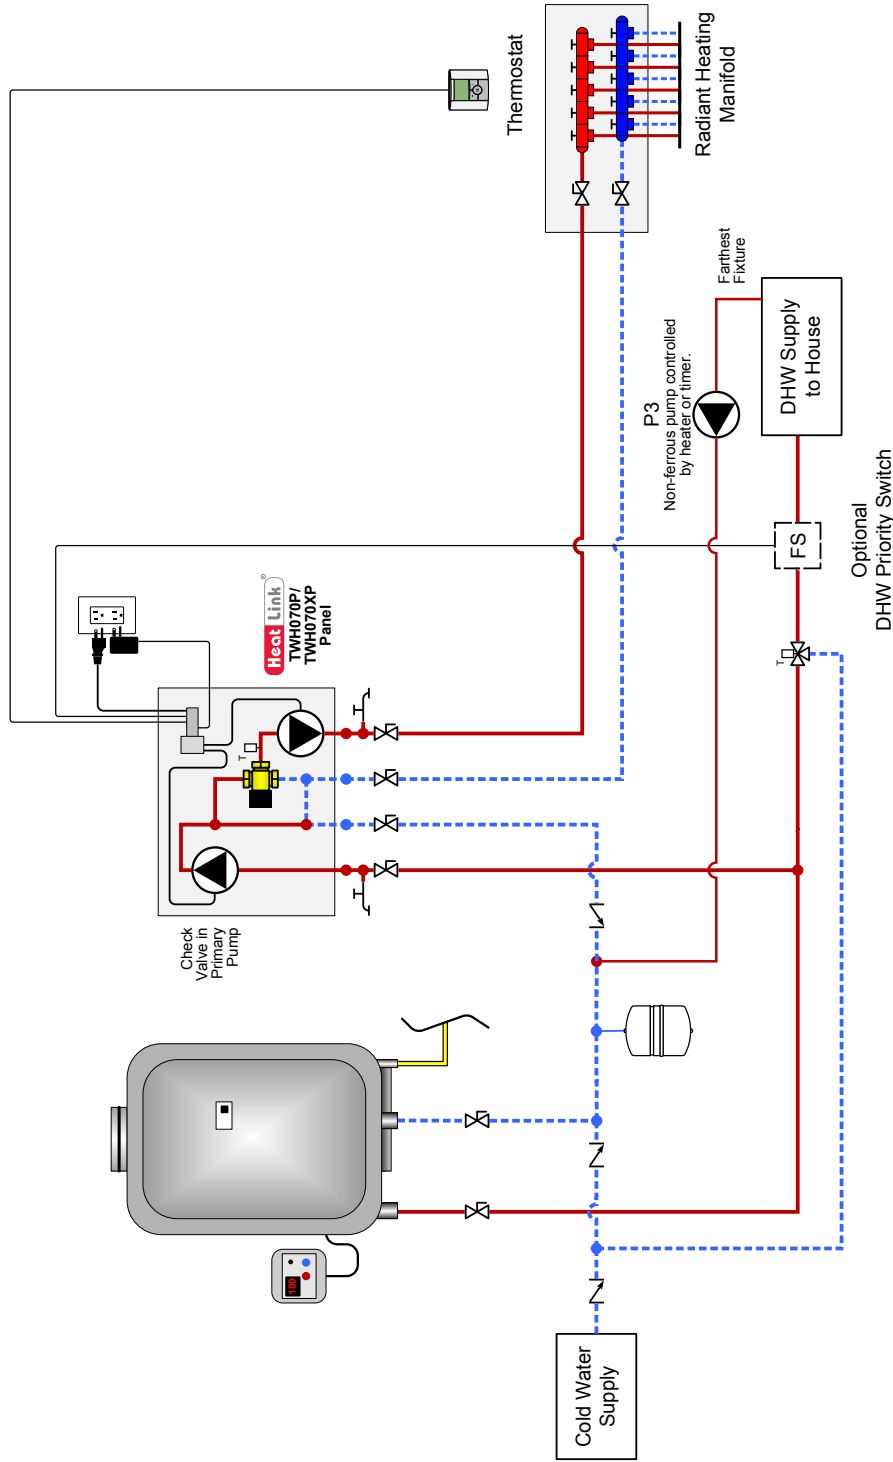 Thermostat
Radiant Heating
Manifold
Farthest
Fixture
DHW Supply
to House
P3
Non-ferrous pump controlled
by heater or timer.
FS
Optional
DHW Priority Switch
Heat Link®
TWH070P/
TWH070XP
Panel
T
T
Check
Valve in
Primary
Pump
180
Cold Water
Supply